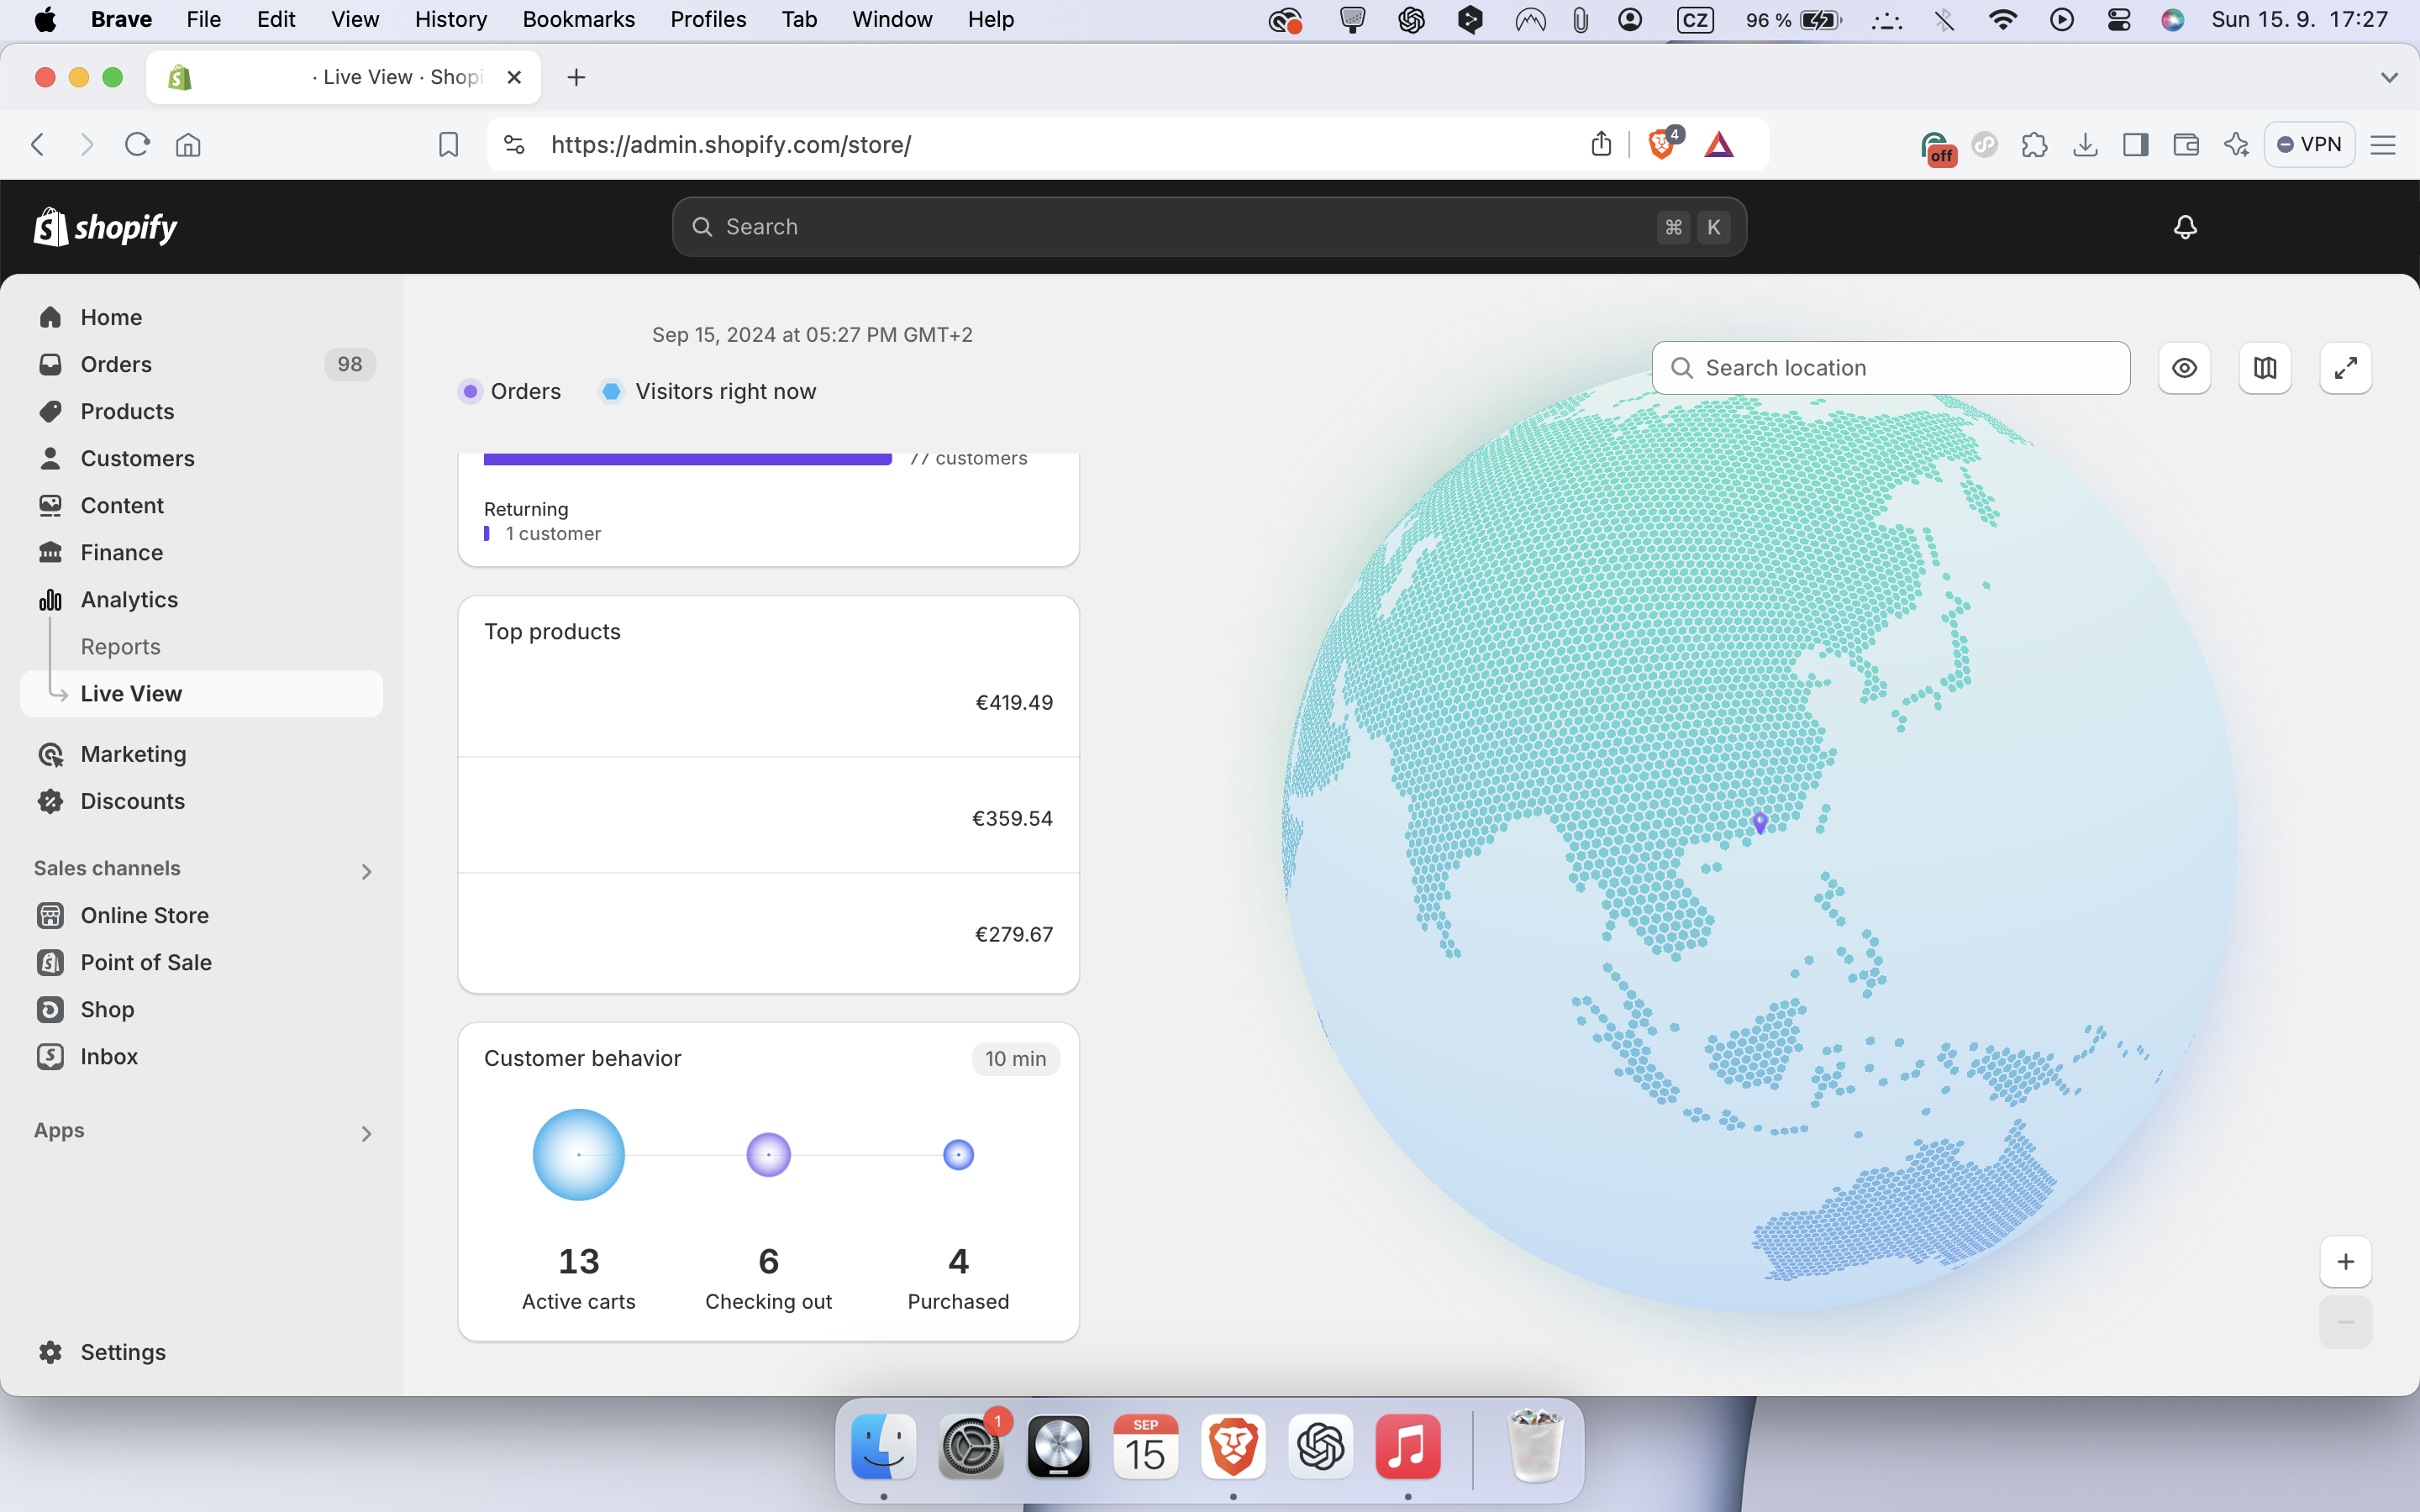 Brave File Edit View History Bookmarks Profiles Tab Window Help CZ 96 % Sun 15. 9. 17:27
· Live View · Shopi
https://admin.shopify.com/store/ 4 off VPN
shopify Search ⌘ K
Home
Orders 98
Products
Customers
Content
Finance
Analytics
Reports
Live View
Marketing
Discounts
Sales channels
Online Store
Point of Sale
Shop
Inbox
Apps
Settings
Sep 15, 2024 at 05:27 PM GMT+2
Orders Visitors right now
77 customers
Returning
1 customer
Top products
€419.49
€359.54
€279.67
Customer behavior 10 min
13 6 4
Active carts Checking out Purchased
Search location
1
SEP
15